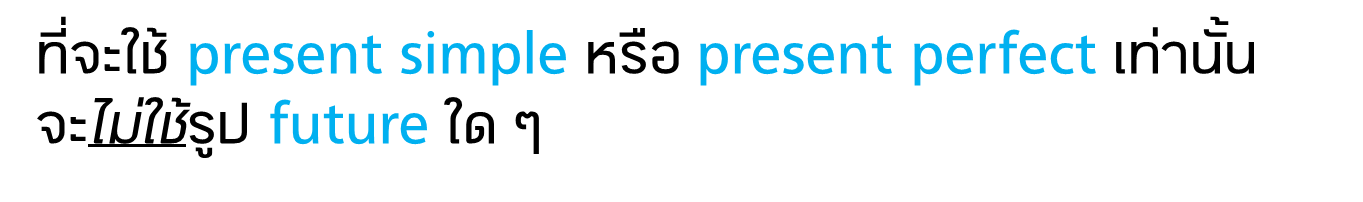 ที่จะใช้ present simple หรือ present perfect เท่านั้น
จะไม่ใช้รูป future ใด ๆ